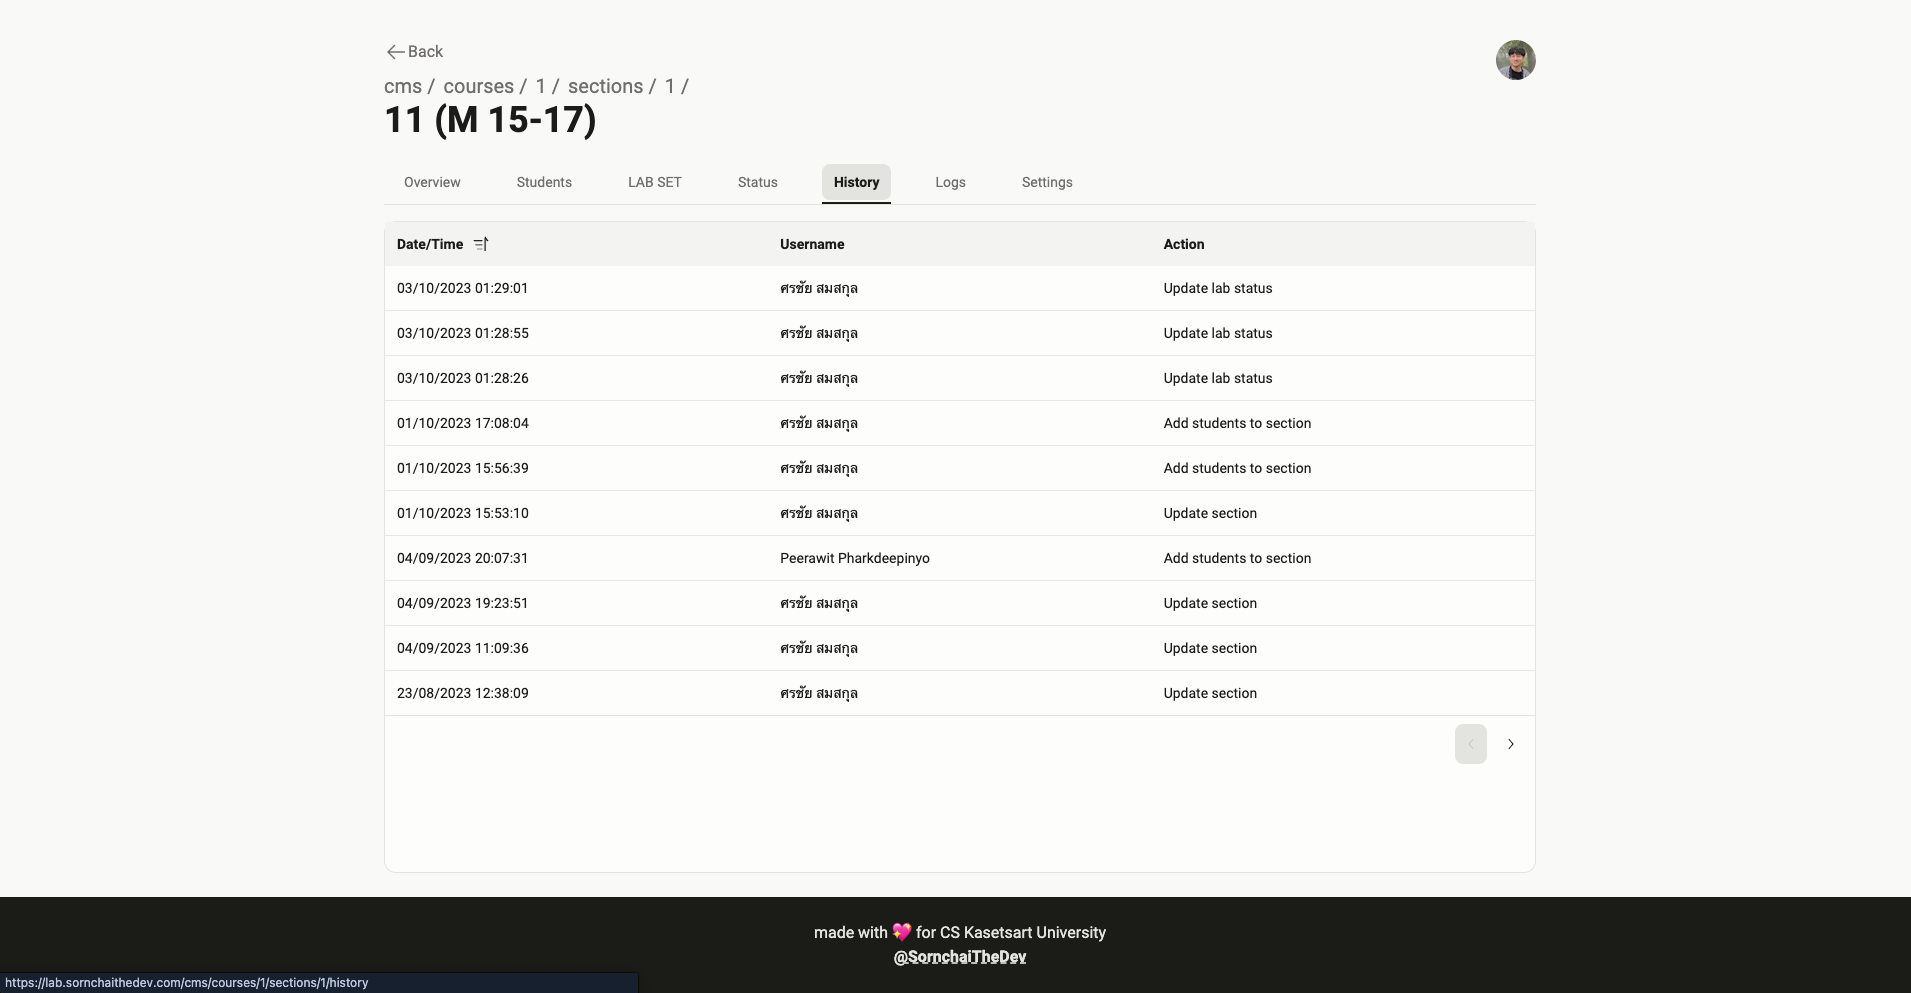 Back
cms / courses / 1 / sections / 1 /
11 (M 15-17)
Overview Students LAB SET Status History Logs Settings
Date/Time Username Action
03/10/2023 01:29:01 ศรชัย สมสกุล Update lab status
03/10/2023 01:28:55 ศรชัย สมสกุล Update lab status
03/10/2023 01:28:26 ศรชัย สมสกุล Update lab status
01/10/2023 17:08:04 ศรชัย สมสกุล Add students to section
01/10/2023 15:56:39 ศรชัย สมสกุล Add students to section
01/10/2023 15:53:10 ศรชัย สมสกุล Update section
04/09/2023 20:07:31 Peerawit Pharkdeepinyo Add students to section
04/09/2023 19:23:51 ศรชัย สมสกุล Update section
04/09/2023 11:09:36 ศรชัย สมสกุล Update section
23/08/2023 12:38:09 ศรชัย สมสกุล Update section
made with 💖 for CS Kasetsart University
@SornchaiTheDev
https://lab.sornchaithedev.com/cms/courses/1/sections/1/history